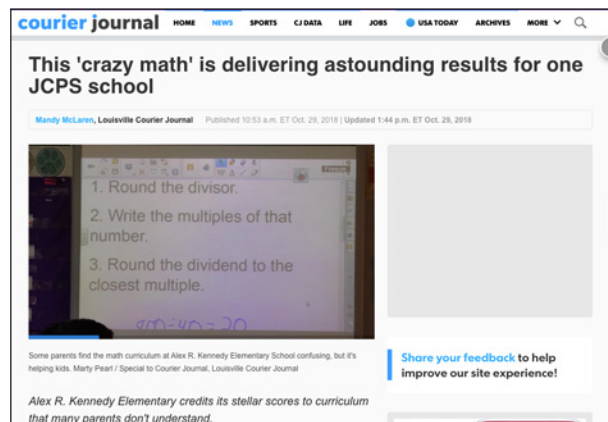 courier journal HOME NEWS SPORTS CJ DATA LIFE JOBS USA TODAY ARCHIVES MORE
This 'crazy math' is delivering astounding results for one
JCPS school
Mandy McLaren, Louisville Courier Journal Published 10:53 a.m. ET Oct. 29, 2018 | Updated 1:44 p.m. ET Oct. 29, 2018
1. Round the divisor.
2. Write the multiples of that
number.
3. Round the dividend to the
closest multiple.
Some parents find the math curriculum at Alex R. Kennedy Elementary School confusing, but it's
helping kids. Marty Pearl / Special to Courier Journal, Louisville Courier Journal
Share your feedback to help
improve our site experience!
Alex R. Kennedy Elementary credits its stellar scores to curriculum
that many parents don't understand.